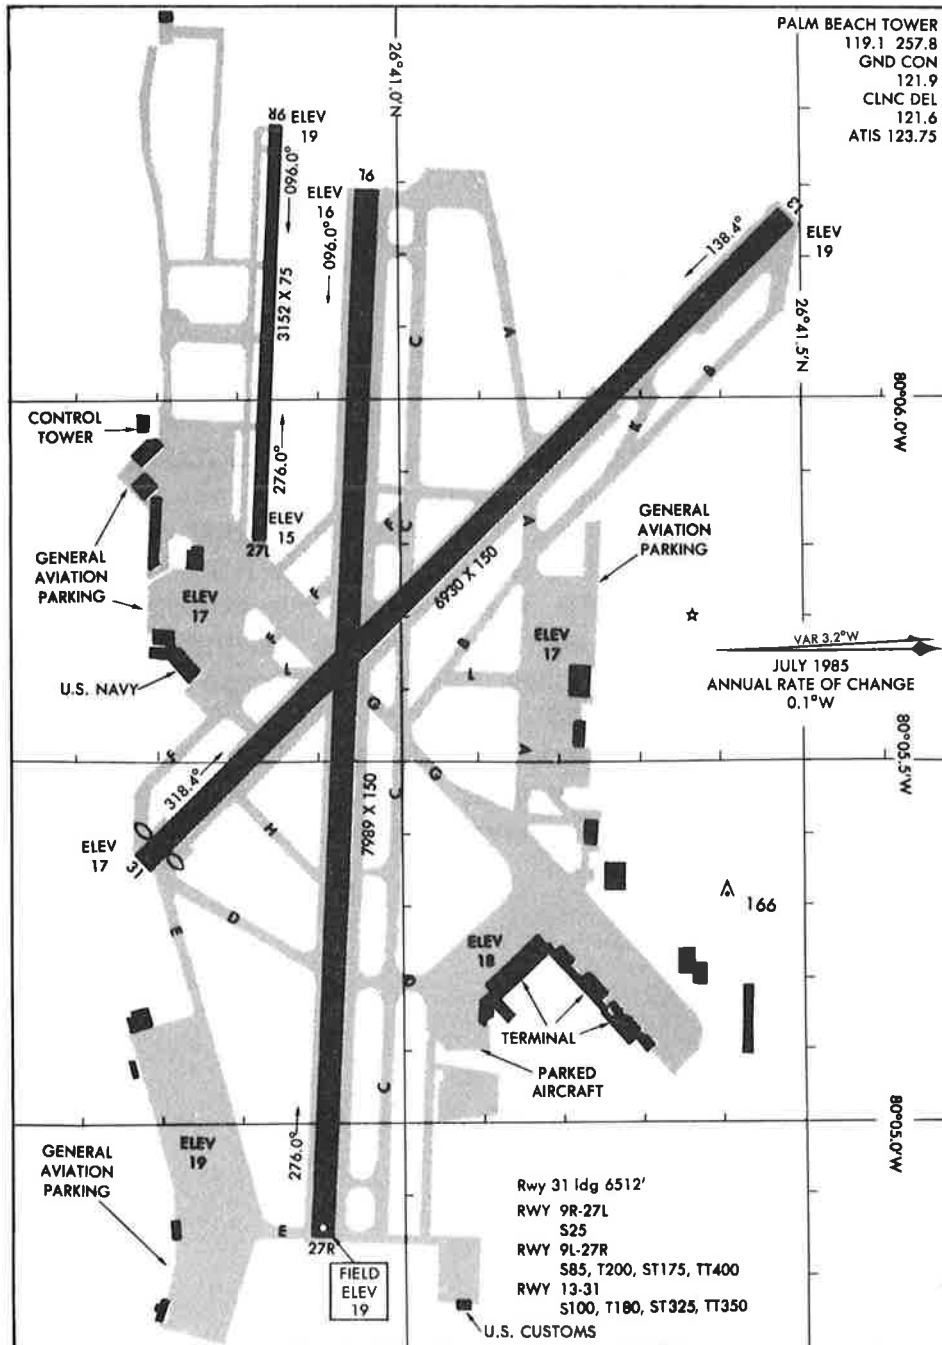 PALM BEACH TOWER
119.1 257.8
GND CON
121.9
CLNC DEL
121.6
ATIS 123.75
26°41.0'N
9R
ELEV
19
096.0°
3152 X 75
276.0°
ELEV
15
27L
9L
ELEV
16
096.0°
13
ELEV
19
138.4°
26°41.5'N
80°06.0'W
A
C
B
K
CONTROL
TOWER
GENERAL
AVIATION
PARKING
ELEV
17
U.S. NAVY
F
C
A
F
F
L
6930 X 150
B
L
GENERAL
AVIATION
PARKING
ELEV
17
VAR 3.2°W
JULY 1985
ANNUAL RATE OF CHANGE
0.1°W
80°05.5'W
G
G
A
F
318.4°
7989 X 150
C
H
ELEV
17
31
D
E
ELEV
18
D
166
TERMINAL
PARKED
AIRCRAFT
C
80°05.0'W
276.0°
ELEV
19
GENERAL
AVIATION
PARKING
E
27R
FIELD
ELEV
19
Rwy 31 ldg 6512'
RWY 9R-27L
S25
RWY 9L-27R
S85, T200, ST175, TT400
RWY 13-31
S100, T180, ST325, TT350
U.S. CUSTOMS